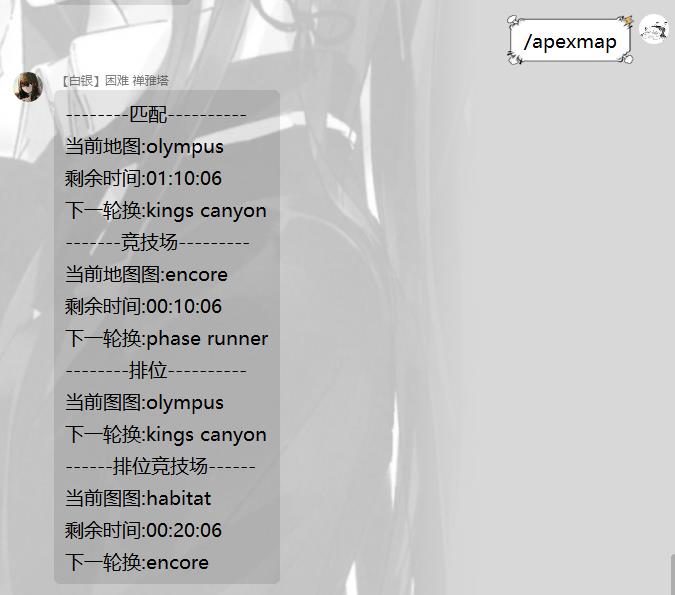 /apexmap
【白银】困难 禅雅塔
--------匹配----------
当前地图:olympus
剩余时间:01:10:06
下一轮换:kings canyon
-------竞技场---------
当前地图图:encore
剩余时间:00:10:06
下一轮换:phase runner
--------排位----------
当前图图:olympus
下一轮换:kings canyon
------排位竞技场------
当前图图:habitat
剩余时间:00:20:06
下一轮换:encore